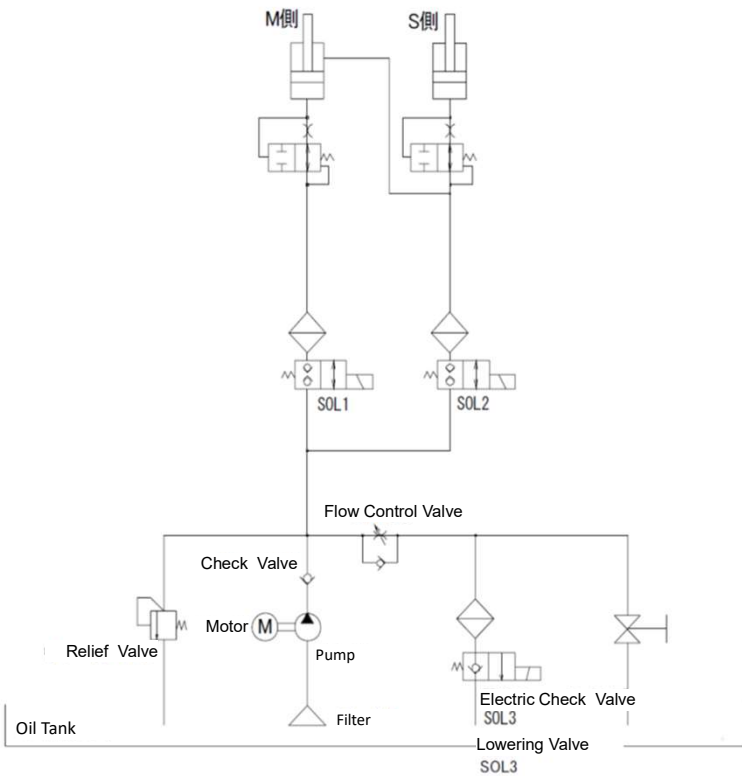 M側
S側
SOL1
SOL2
Flow Control Valve
Check Valve
Motor
M
Relief Valve
Pump
Electric Check Valve
Filter
SOL3
Oil Tank
Lowering Valve
SOL3